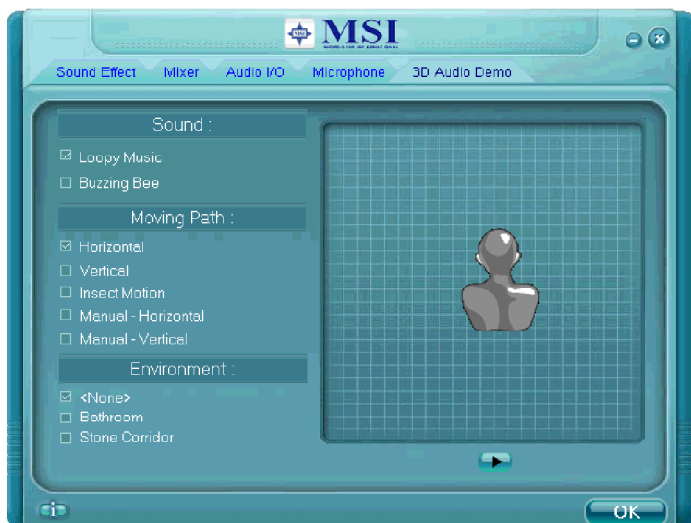 MSI
Sound Effect Mixer Audio I/O Microphone 3D Audio Demo
Sound :
Loopy Music
Buzzing Bee
Moving Path :
Horizontal
Vertical
Insect Motion
Manual - Horizontal
Manual - Vertical
Environment :
<None>
Bathroom
Stone Corridor
i
OK